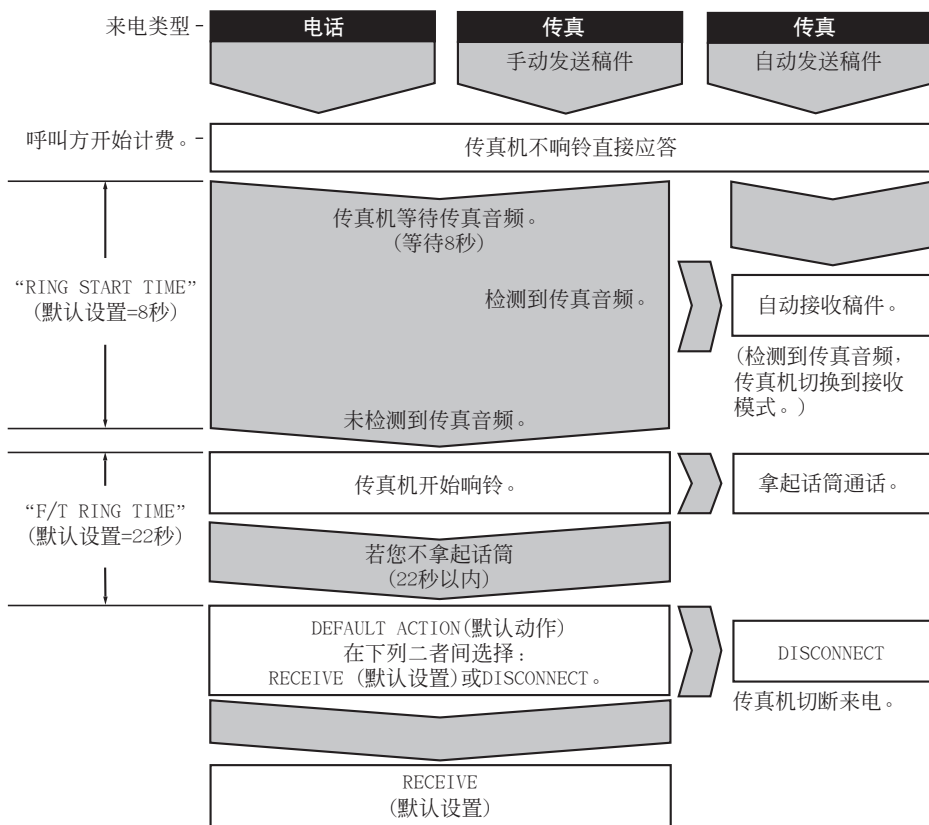 来电类型
电话
传真
传真
手动发送稿件
自动发送稿件
呼叫方开始计费。
传真机不响铃直接应答
传真机等待传真音频。
(等待8秒)
“RING START TIME”
(默认设置=8秒)
检测到传真音频。
自动接收稿件。
(检测到传真音频,
传真机切换到接收
模式。)
未检测到传真音频。
传真机开始响铃。
拿起话筒通话。
“F/T RING TIME”
(默认设置=22秒)
若您不拿起话筒
(22秒以内)
DEFAULT ACTION(默认动作)
在下列二者间选择:
RECEIVE (默认设置)或DISCONNECT。
DISCONNECT
传真机切断来电。
RECEIVE
(默认设置)